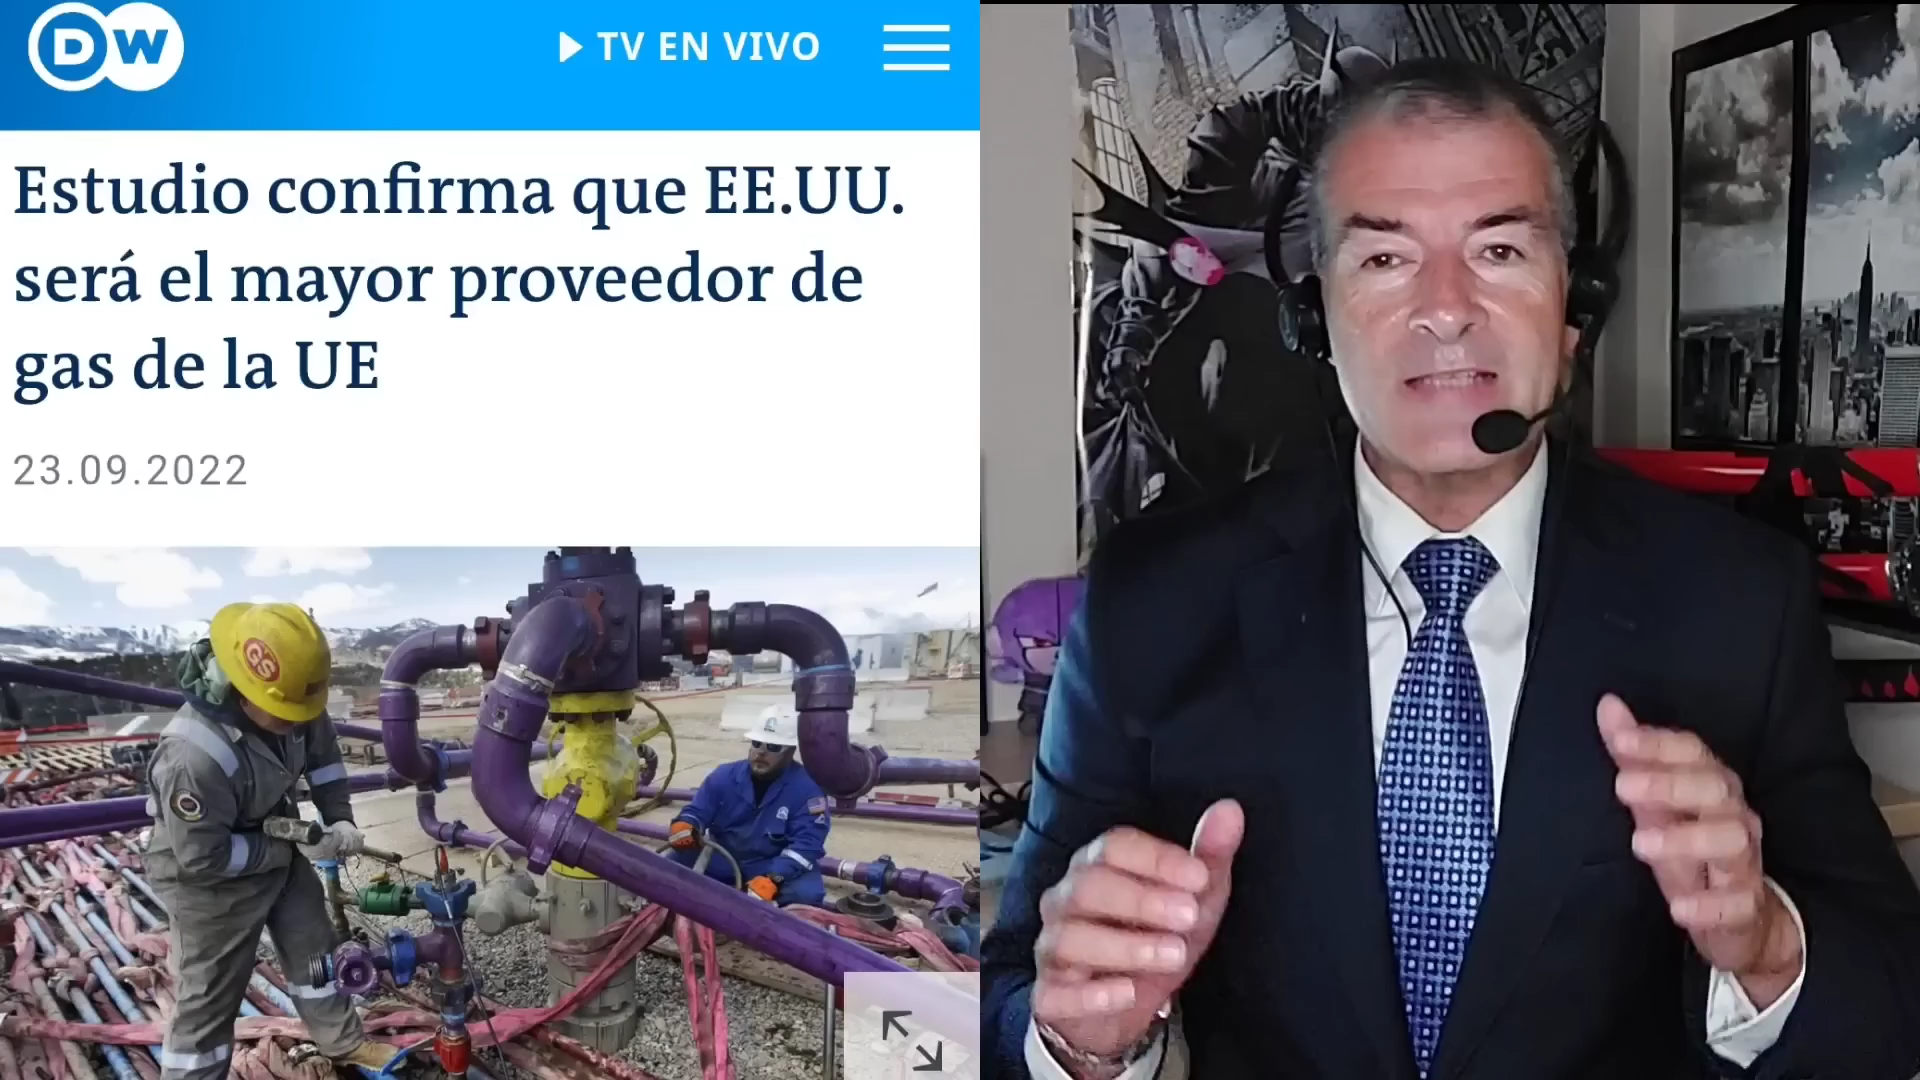 DW
TV EN VIVO
Estudio confirma que EE.UU.
será el mayor proveedor de
gas de la UE
23.09.2022
GS